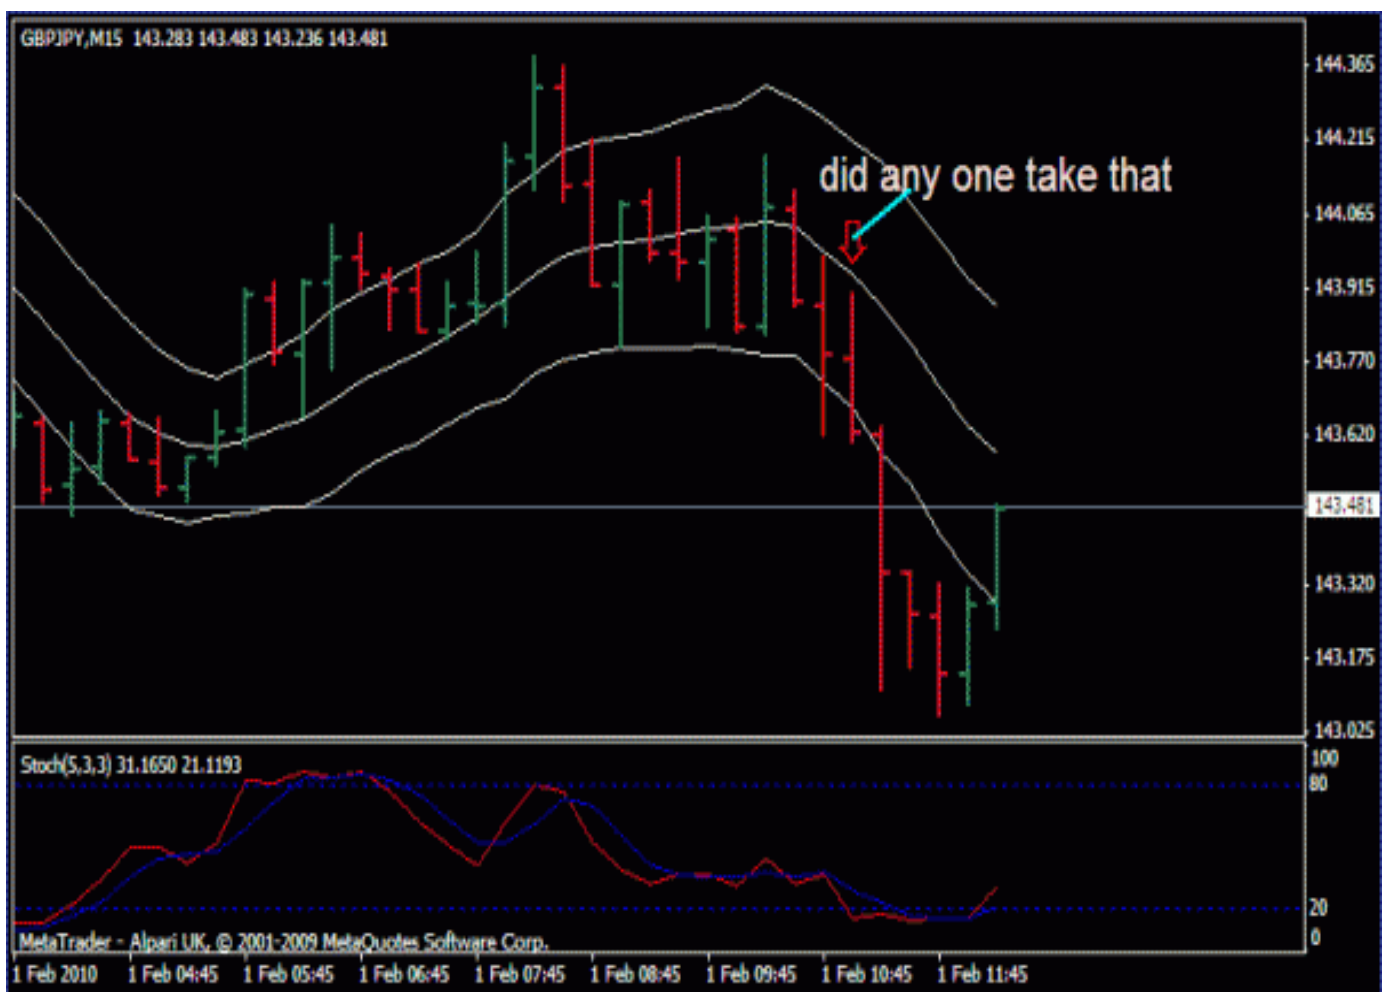 GBPJPY,M15 143.283 143.483 143.236 143.481
144.365
144.215
did any one take that
144.065
143.915
143.770
143.620
143.481
143.320
143.175
143.025
Stoch(5,3,3) 31.1650 21.1193
100
80
20
0
MetaTrader - Alpari UK, © 2001-2009 MetaQuotes Software Corp.
1 Feb 2010 1 Feb 04:45 1 Feb 05:45 1 Feb 06:45 1 Feb 07:45 1 Feb 08:45 1 Feb 09:45 1 Feb 10:45 1 Feb 11:45